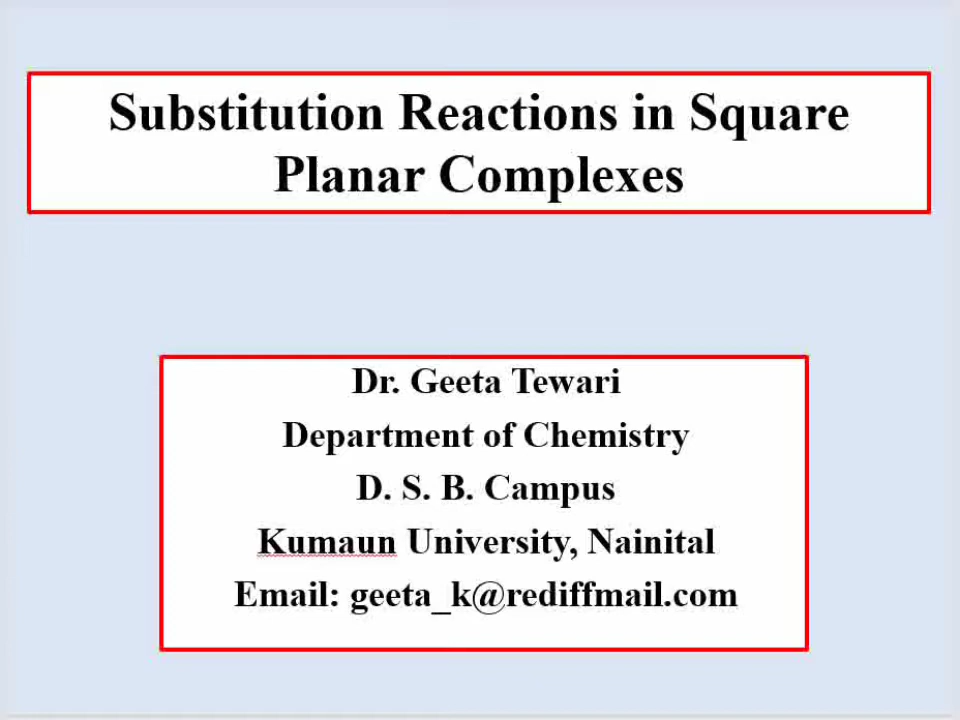 Substitution Reactions in Square
Planar Complexes
Dr. Geeta Tewari
Department of Chemistry
D. S. B. Campus
Kumaun University, Nainital
Email: geeta_k@rediffmail.com